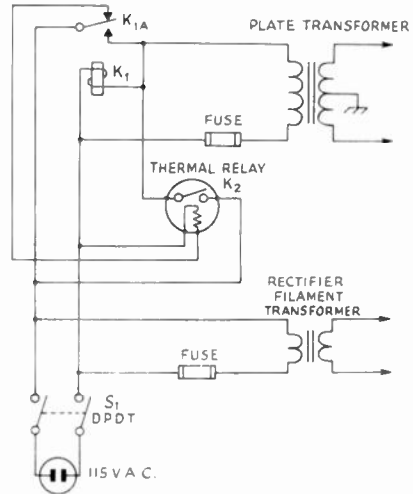 K1A
PLATE TRANSFORMER
K1
FUSE
THERMAL RELAY
K2
RECTIFIER
FILAMENT
TRANSFORMER
FUSE
S1
DPDT
115 V A C.